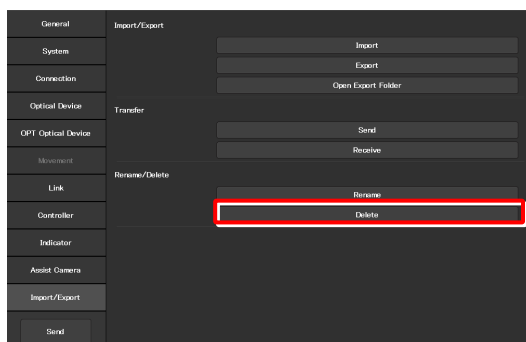 General
System
Connection
Optical Device
OPT Optical Device
Movement
Link
Controller
Indicator
Assist Camera
Import/Export
Send
Import/Export
Import
Export
Open Export Folder
Transfer
Send
Receive
Rename/Delete
Rename
Delete